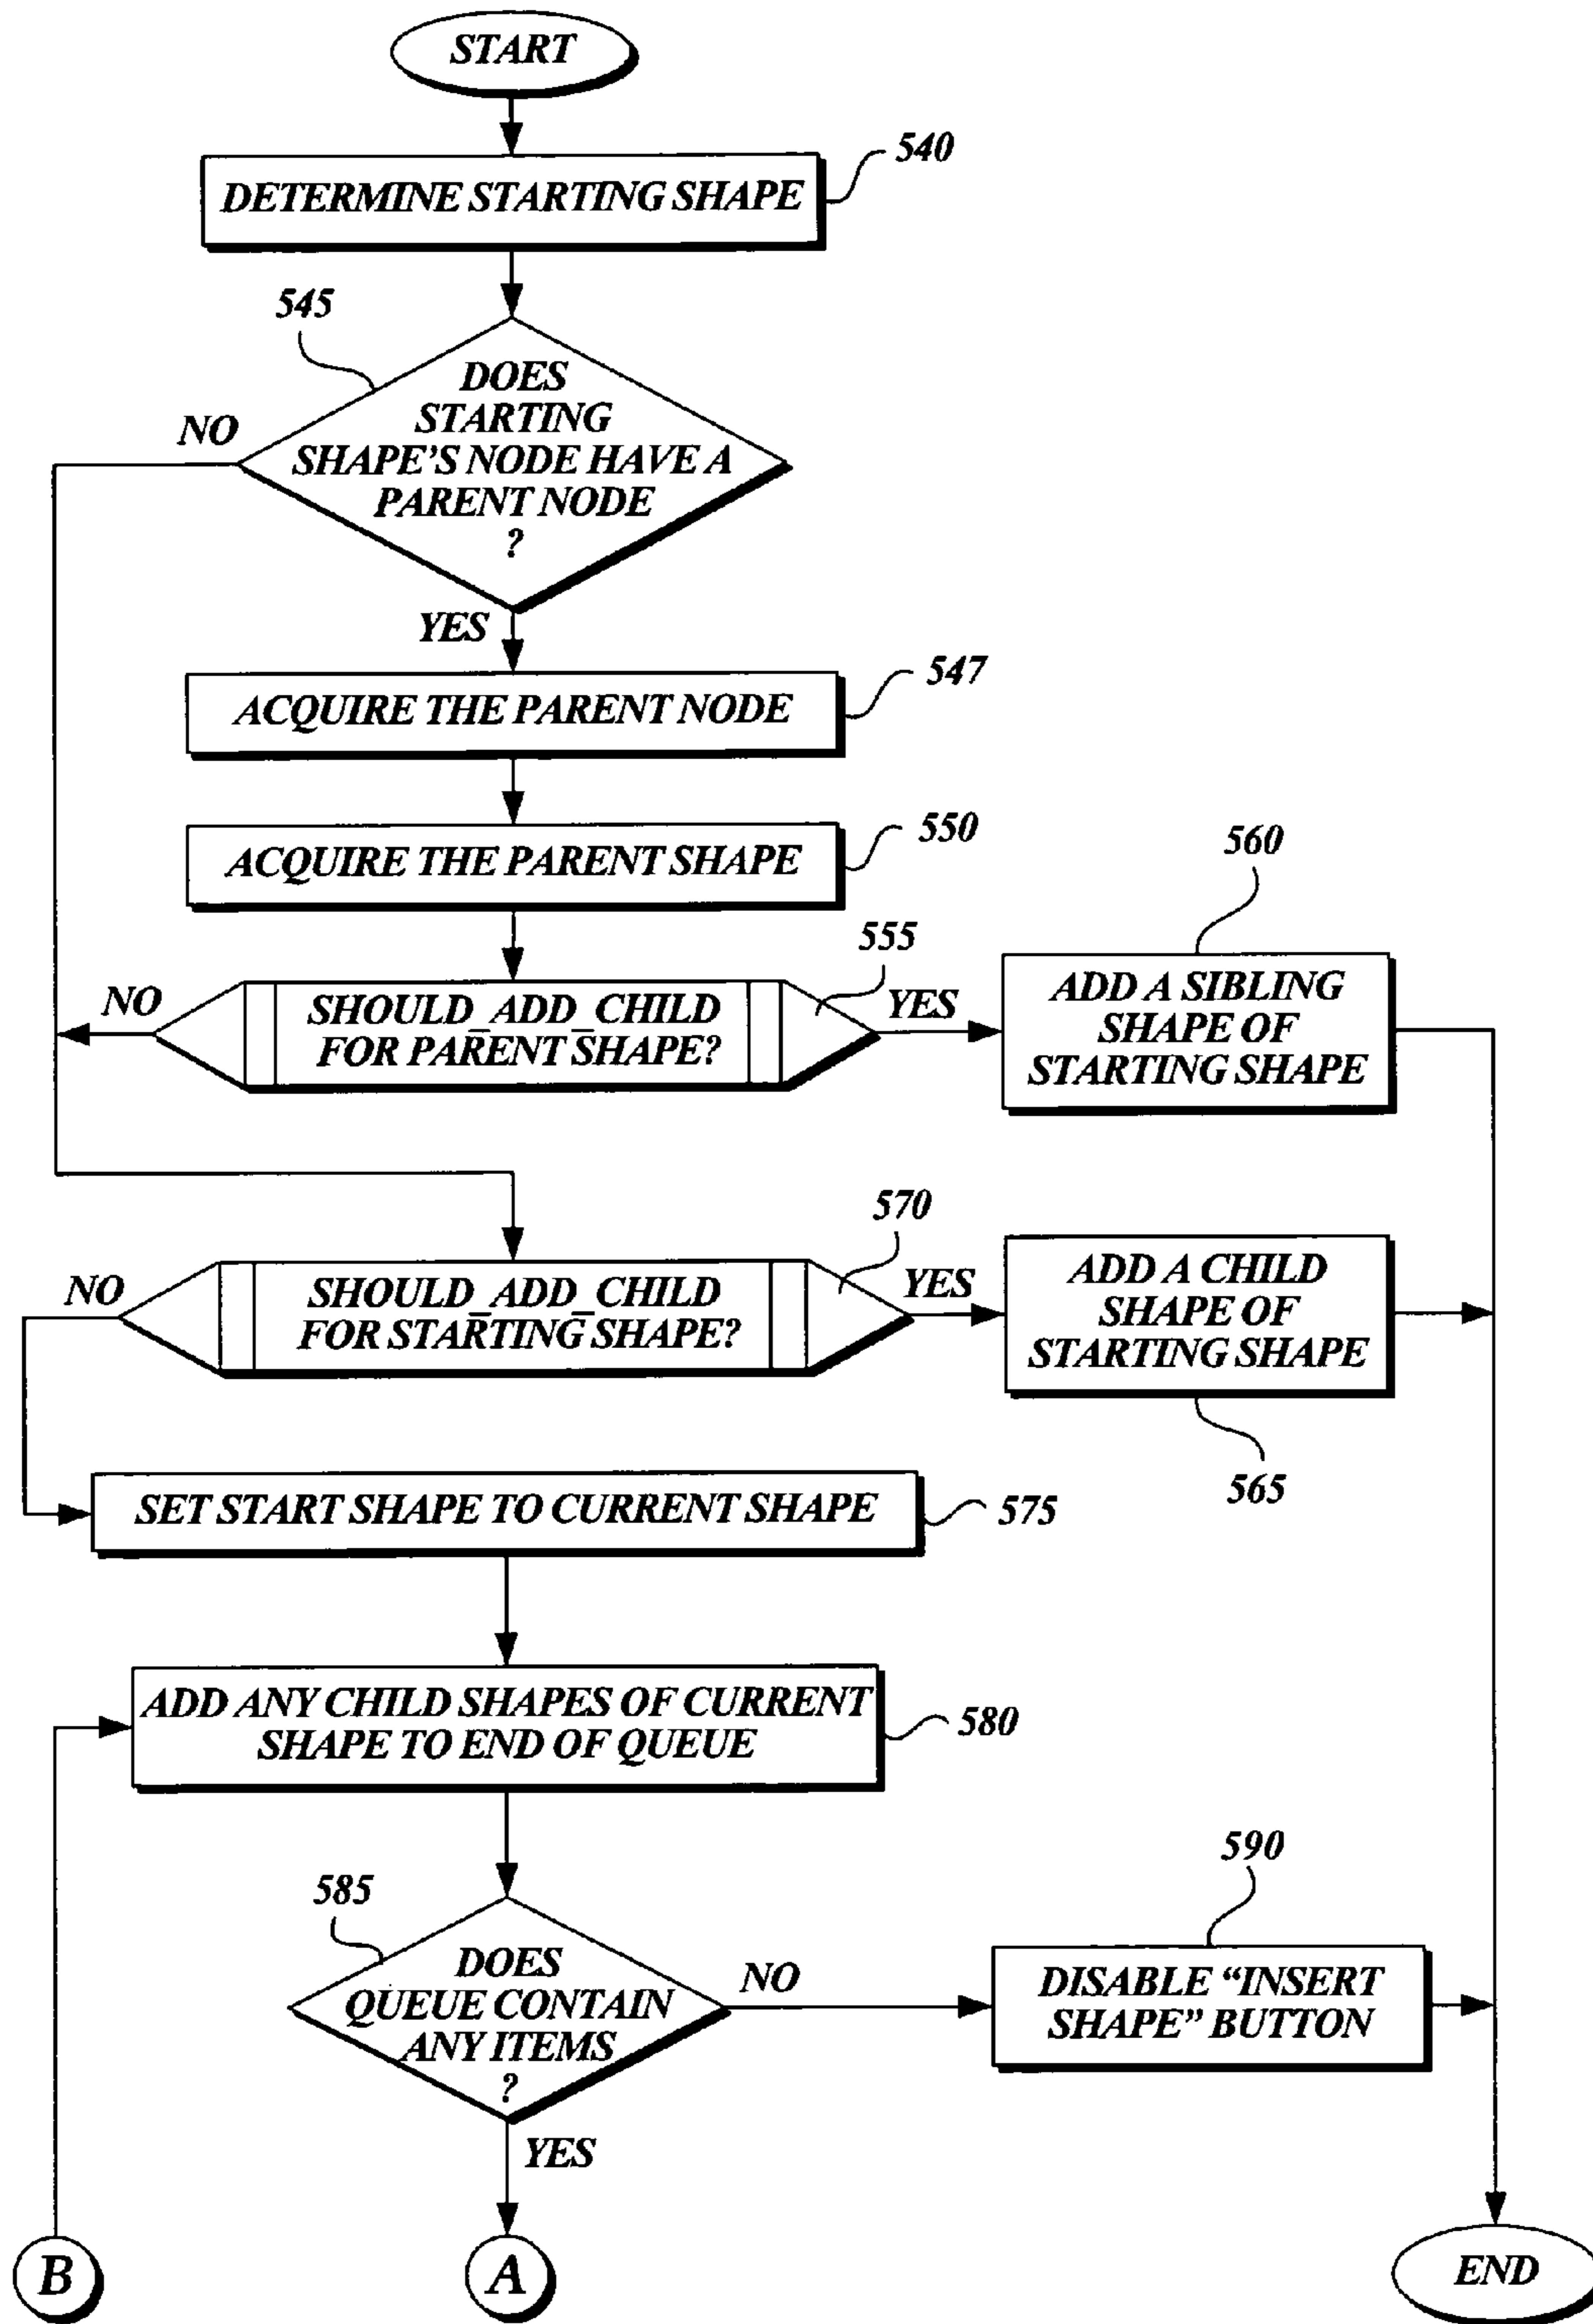 START
DETERMINE STARTING SHAPE
540
545
DOES
STARTING
SHAPE'S NODE HAVE A
PARENT NODE
?
NO
YES
ACQUIRE THE PARENT NODE
547
ACQUIRE THE PARENT SHAPE
550
555
SHOULD_ADD_CHILD
FOR PARENT SHAPE?
NO
YES
560
ADD A SIBLING
SHAPE OF
STARTING SHAPE
570
SHOULD_ADD_CHILD
FOR STARTING SHAPE?
NO
YES
ADD A CHILD
SHAPE OF
STARTING SHAPE
565
SET START SHAPE TO CURRENT SHAPE
575
ADD ANY CHILD SHAPES OF CURRENT
SHAPE TO END OF QUEUE
580
585
DOES
QUEUE CONTAIN
ANY ITEMS
?
NO
YES
590
DISABLE “INSERT
SHAPE” BUTTON
B
A
END